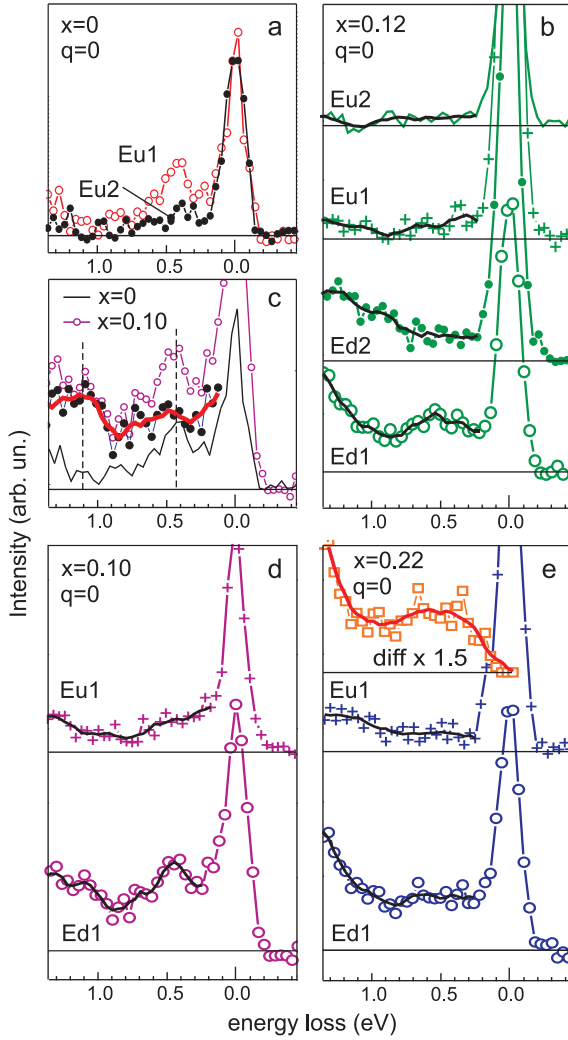 x=0
q=0
a
Eu1
Eu2
1.0
0.5
0.0
x=0.12
q=0
b
Eu2
Eu1
Ed2
Ed1
1.0
0.5
0.0
c
x=0
x=0.10
1.0
0.5
0.0
Intensity (arb. un.)
x=0.10
q=0
d
Eu1
Ed1
1.0
0.5
0.0
x=0.22
q=0
e
diff x 1.5
Eu1
Ed1
1.0
0.5
0.0
energy loss (eV)